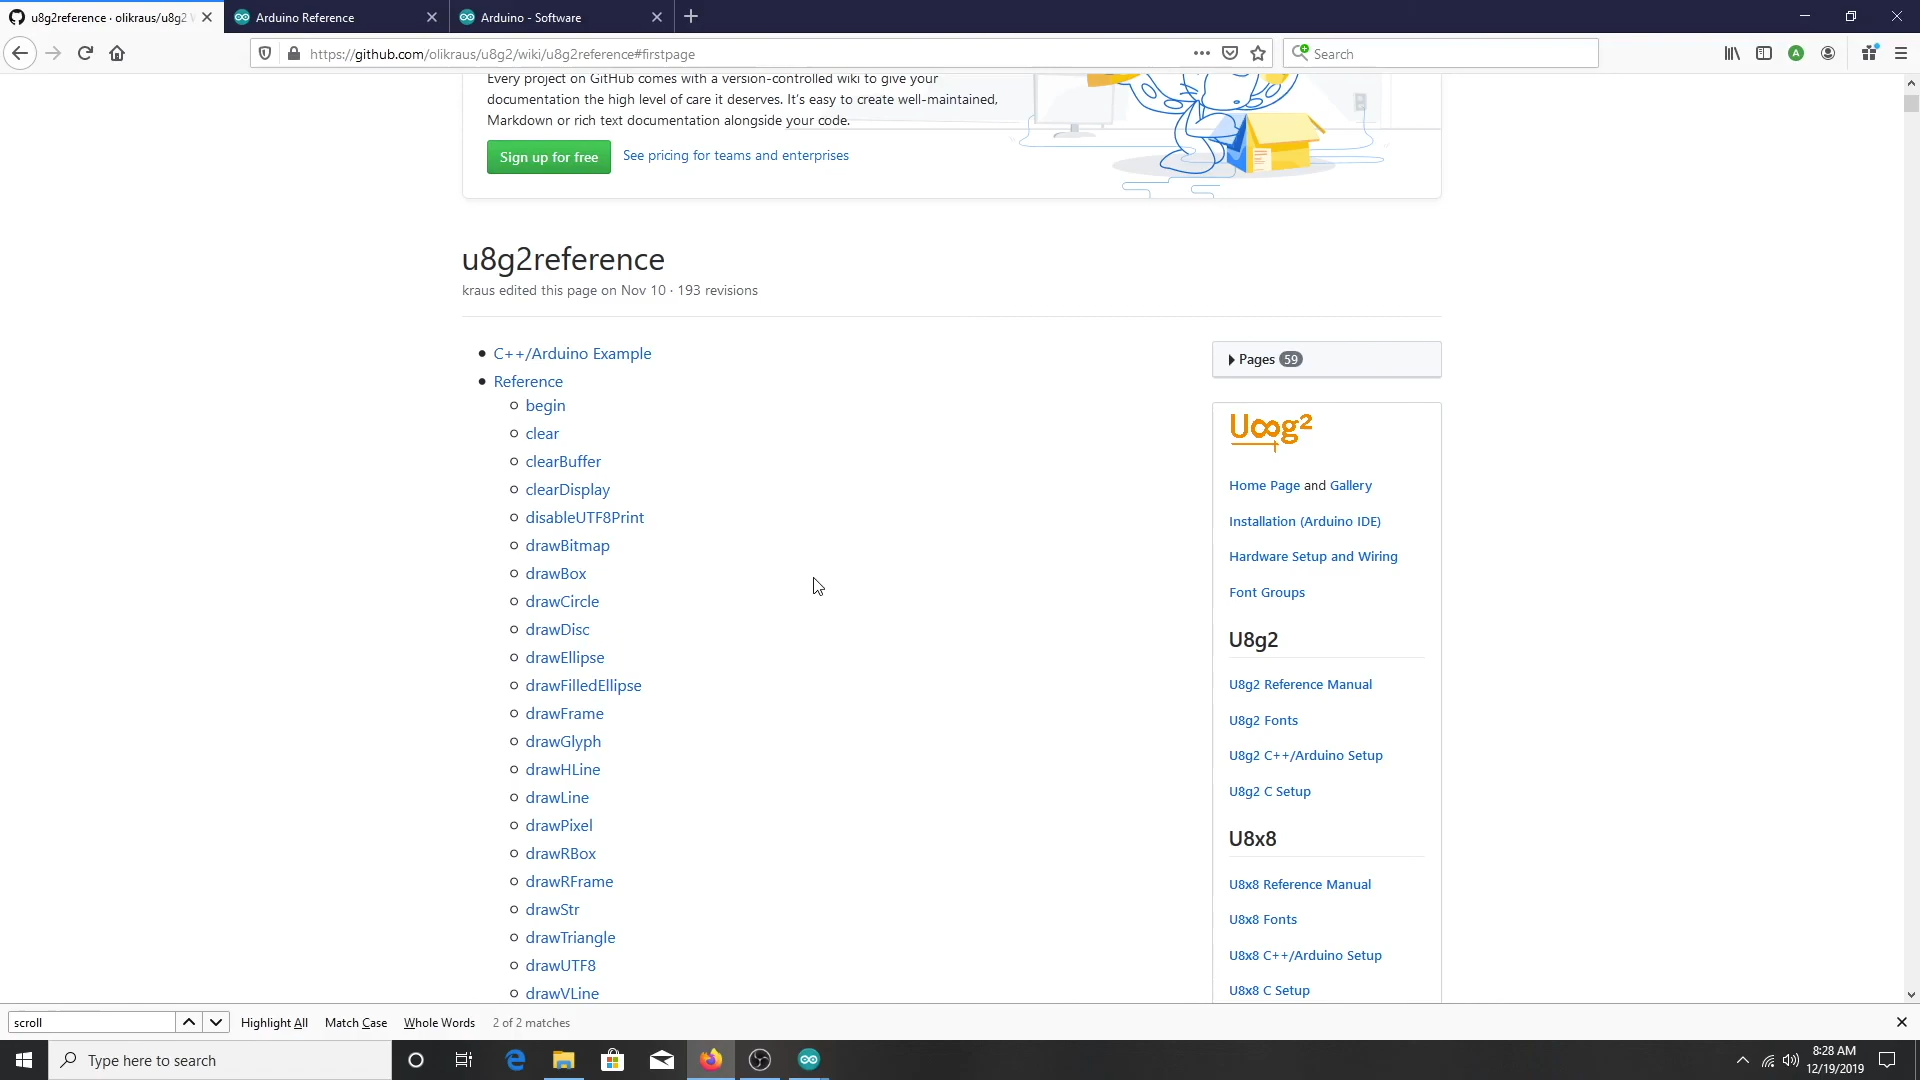 u8g2reference · olikraus/u8g2 W
Arduino Reference
Arduino - Software
https://github.com/olikraus/u8g2/wiki/u8g2reference#firstpage
Search
A
Every project on GitHub comes with a version-controlled wiki to give your
documentation the high level of care it deserves. It’s easy to create well-maintained,
Markdown or rich text documentation alongside your code.
Sign up for free
See pricing for teams and enterprises
u8g2reference
kraus edited this page on Nov 10 · 193 revisions
C++/Arduino Example
Reference
begin
clear
clearBuffer
clearDisplay
disableUTF8Print
drawBitmap
drawBox
drawCircle
drawDisc
drawEllipse
drawFilledEllipse
drawFrame
drawGlyph
drawHLine
drawLine
drawPixel
drawRBox
drawRFrame
drawStr
drawTriangle
drawUTF8
drawVLine
Pages 59
U8g2
Home Page and Gallery
Installation (Arduino IDE)
Hardware Setup and Wiring
Font Groups
U8g2
U8g2 Reference Manual
U8g2 Fonts
U8g2 C++/Arduino Setup
U8g2 C Setup
U8x8
U8x8 Reference Manual
U8x8 Fonts
U8x8 C++/Arduino Setup
U8x8 C Setup
scroll
Highlight All
Match Case
Whole Words
2 of 2 matches
Type here to search
8:28 AM
12/19/2019